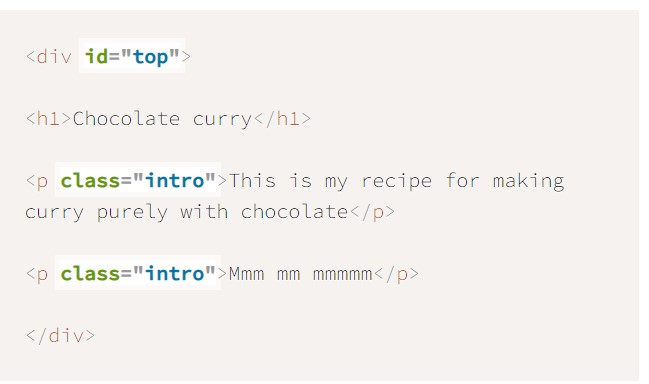 <div id="top">
<h1>Chocolate curry</h1>
<p class="intro">This is my recipe for making
curry purely with chocolate</p>
<p class="intro">Mmm mm mmmmm</p>
</div>